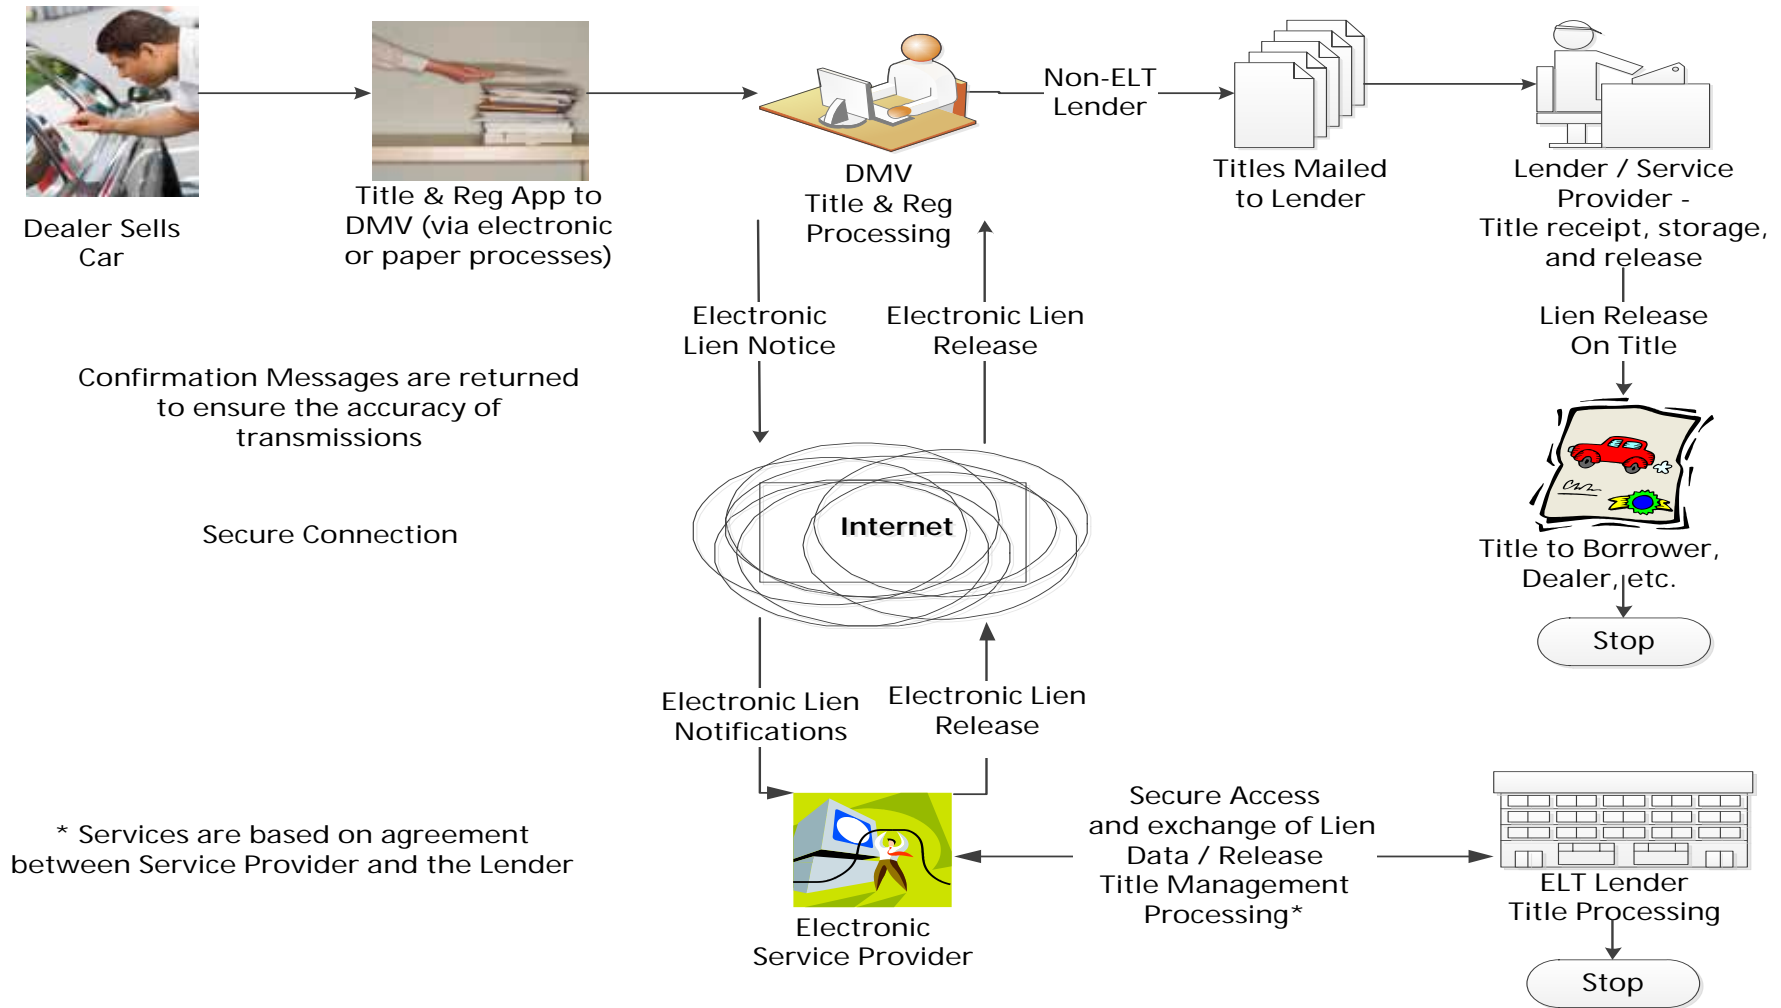 Dealer Sells
Car
Title & Reg App to
DMV (via electronic
or paper processes)
DMV
Title & Reg
Processing
Non-ELT
Lender
Titles Mailed
to Lender
Lender / Service
Provider -
Title receipt, storage,
and release
Electronic
Lien Notice
Electronic Lien
Release
Lien Release
On Title
Confirmation Messages are returned
to ensure the accuracy of
transmissions
Secure Connection
Internet
Title to Borrower,
Dealer, etc.
Stop
Electronic Lien
Notifications
Electronic Lien
Release
* Services are based on agreement
between Service Provider and the Lender
Electronic
Service Provider
Secure Access
and exchange of Lien
Data / Release
Title Management
Processing*
ELT Lender
Title Processing
Stop